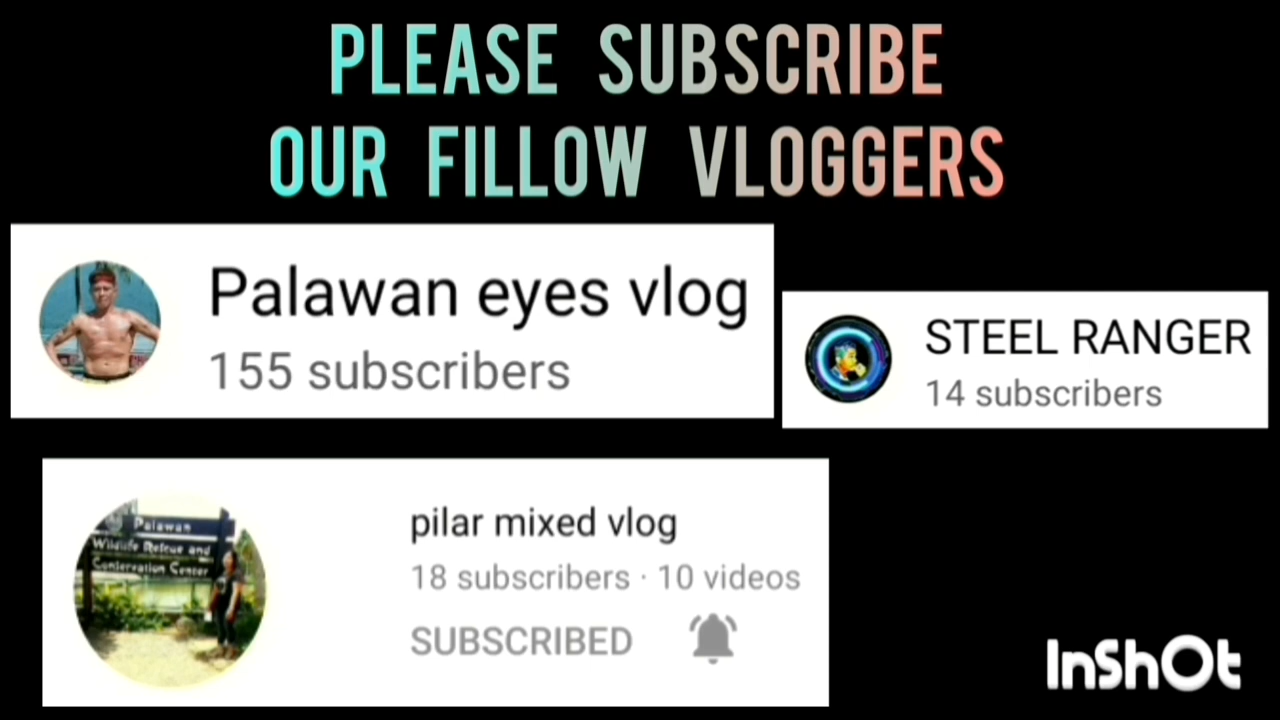 PLEASE SUBSCRIBE
OUR FILLOW VLOGGERS
Palawan eyes vlog
155 subscribers
STEEL RANGER
14 subscribers
pilar mixed vlog
18 subscribers · 10 videos
SUBSCRIBED
Palawan
Wildlife Rescue and
Conservation Center
InShOt